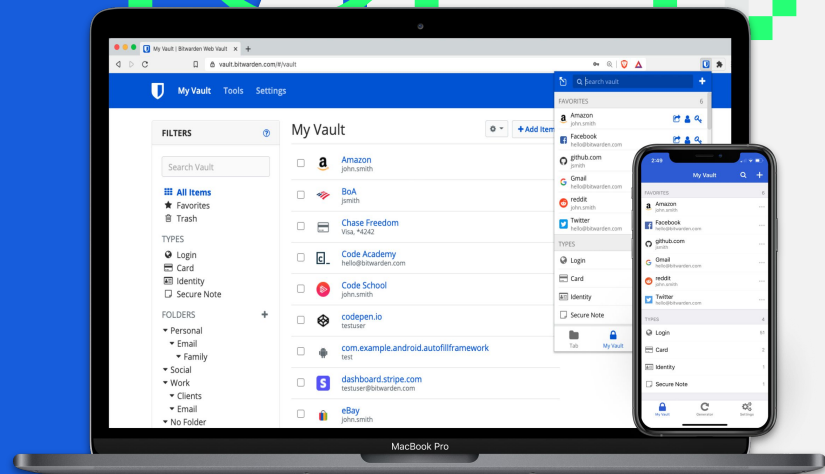 My Vault | Bitwarden Web Vault
vault.bitwarden.com/#/vault
My Vault Tools Settings
FILTERS
Search Vault
All Items
Favorites
Trash
TYPES
Login
Card
Identity
Secure Note
FOLDERS
Personal
Email
Family
Social
Work
Clients
Email
No Folder
My Vault
+ Add Item
Amazon
john.smith
BoA
jsmith
Chase Freedom
Visa, *4242
Code Academy
hello@bitwarden.com
Code School
john.smith
codepen.io
testuser
com.example.android.autofillframework
test
dashboard.stripe.com
testuser@bitwarden.com
eBay
john.smith
Search vault
FAVORITES 6
Amazon
john.smith
Facebook
hello@bitwarden.com
github.com
jsmith
Gmail
hello@bitwarden.com
reddit
john.smith
Twitter
hello@bitwarden.com
TYPES
Login
Card
Identity
Secure Note
Tab My Vault
2:49
My Vault
FAVORITES 6
Amazon
john.smith
Facebook
hello@bitwarden.com
github.com
jsmith
Gmail
hello@bitwarden.com
reddit
john.smith
Twitter
hello@bitwarden.com
TYPES 4
Login 51
Card 2
Identity 1
Secure Note 1
My Vault Generator Settings
MacBook Pro